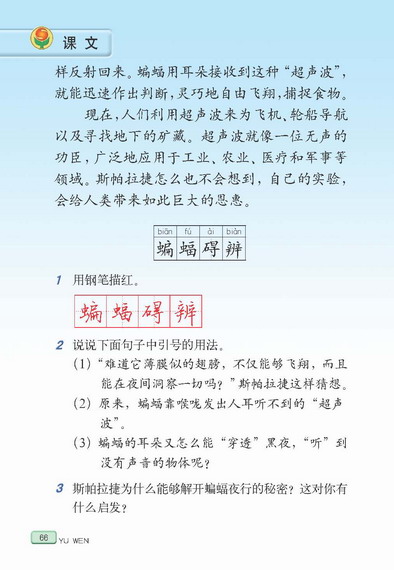 课文
样反射回来。蝙蝠用耳朵接收到这种“超声波”，
就能迅速作出判断，灵巧地自由飞翔，捕捉食物。
现在，人们利用超声波来为飞机、轮船导航
以及寻找地下的矿藏。超声波就像一位无声的
功臣，广泛地应用于工业、农业、医疗和军事等
领域。斯帕拉捷怎么也不会想到，自己的实验，
会给人类带来如此巨大的恩惠。
biān fú ài biàn
蝙蝠碍辨
1 用钢笔描红。
蝙蝠碍辨
2 说说下面句子中引号的用法。
（1）“难道它薄膜似的翅膀，不仅能够飞翔，而且
能在夜间洞察一切吗？”斯帕拉捷这样猜想。
（2）原来，蝙蝠靠喉咙发出人耳听不到的“超声
波”。
（3）蝙蝠的耳朵又怎么能“穿透”黑夜，“听”到
没有声音的物体呢？
3 斯帕拉捷为什么能够解开蝙蝠夜行的秘密？这对你有
什么启发？
66 YU WEN